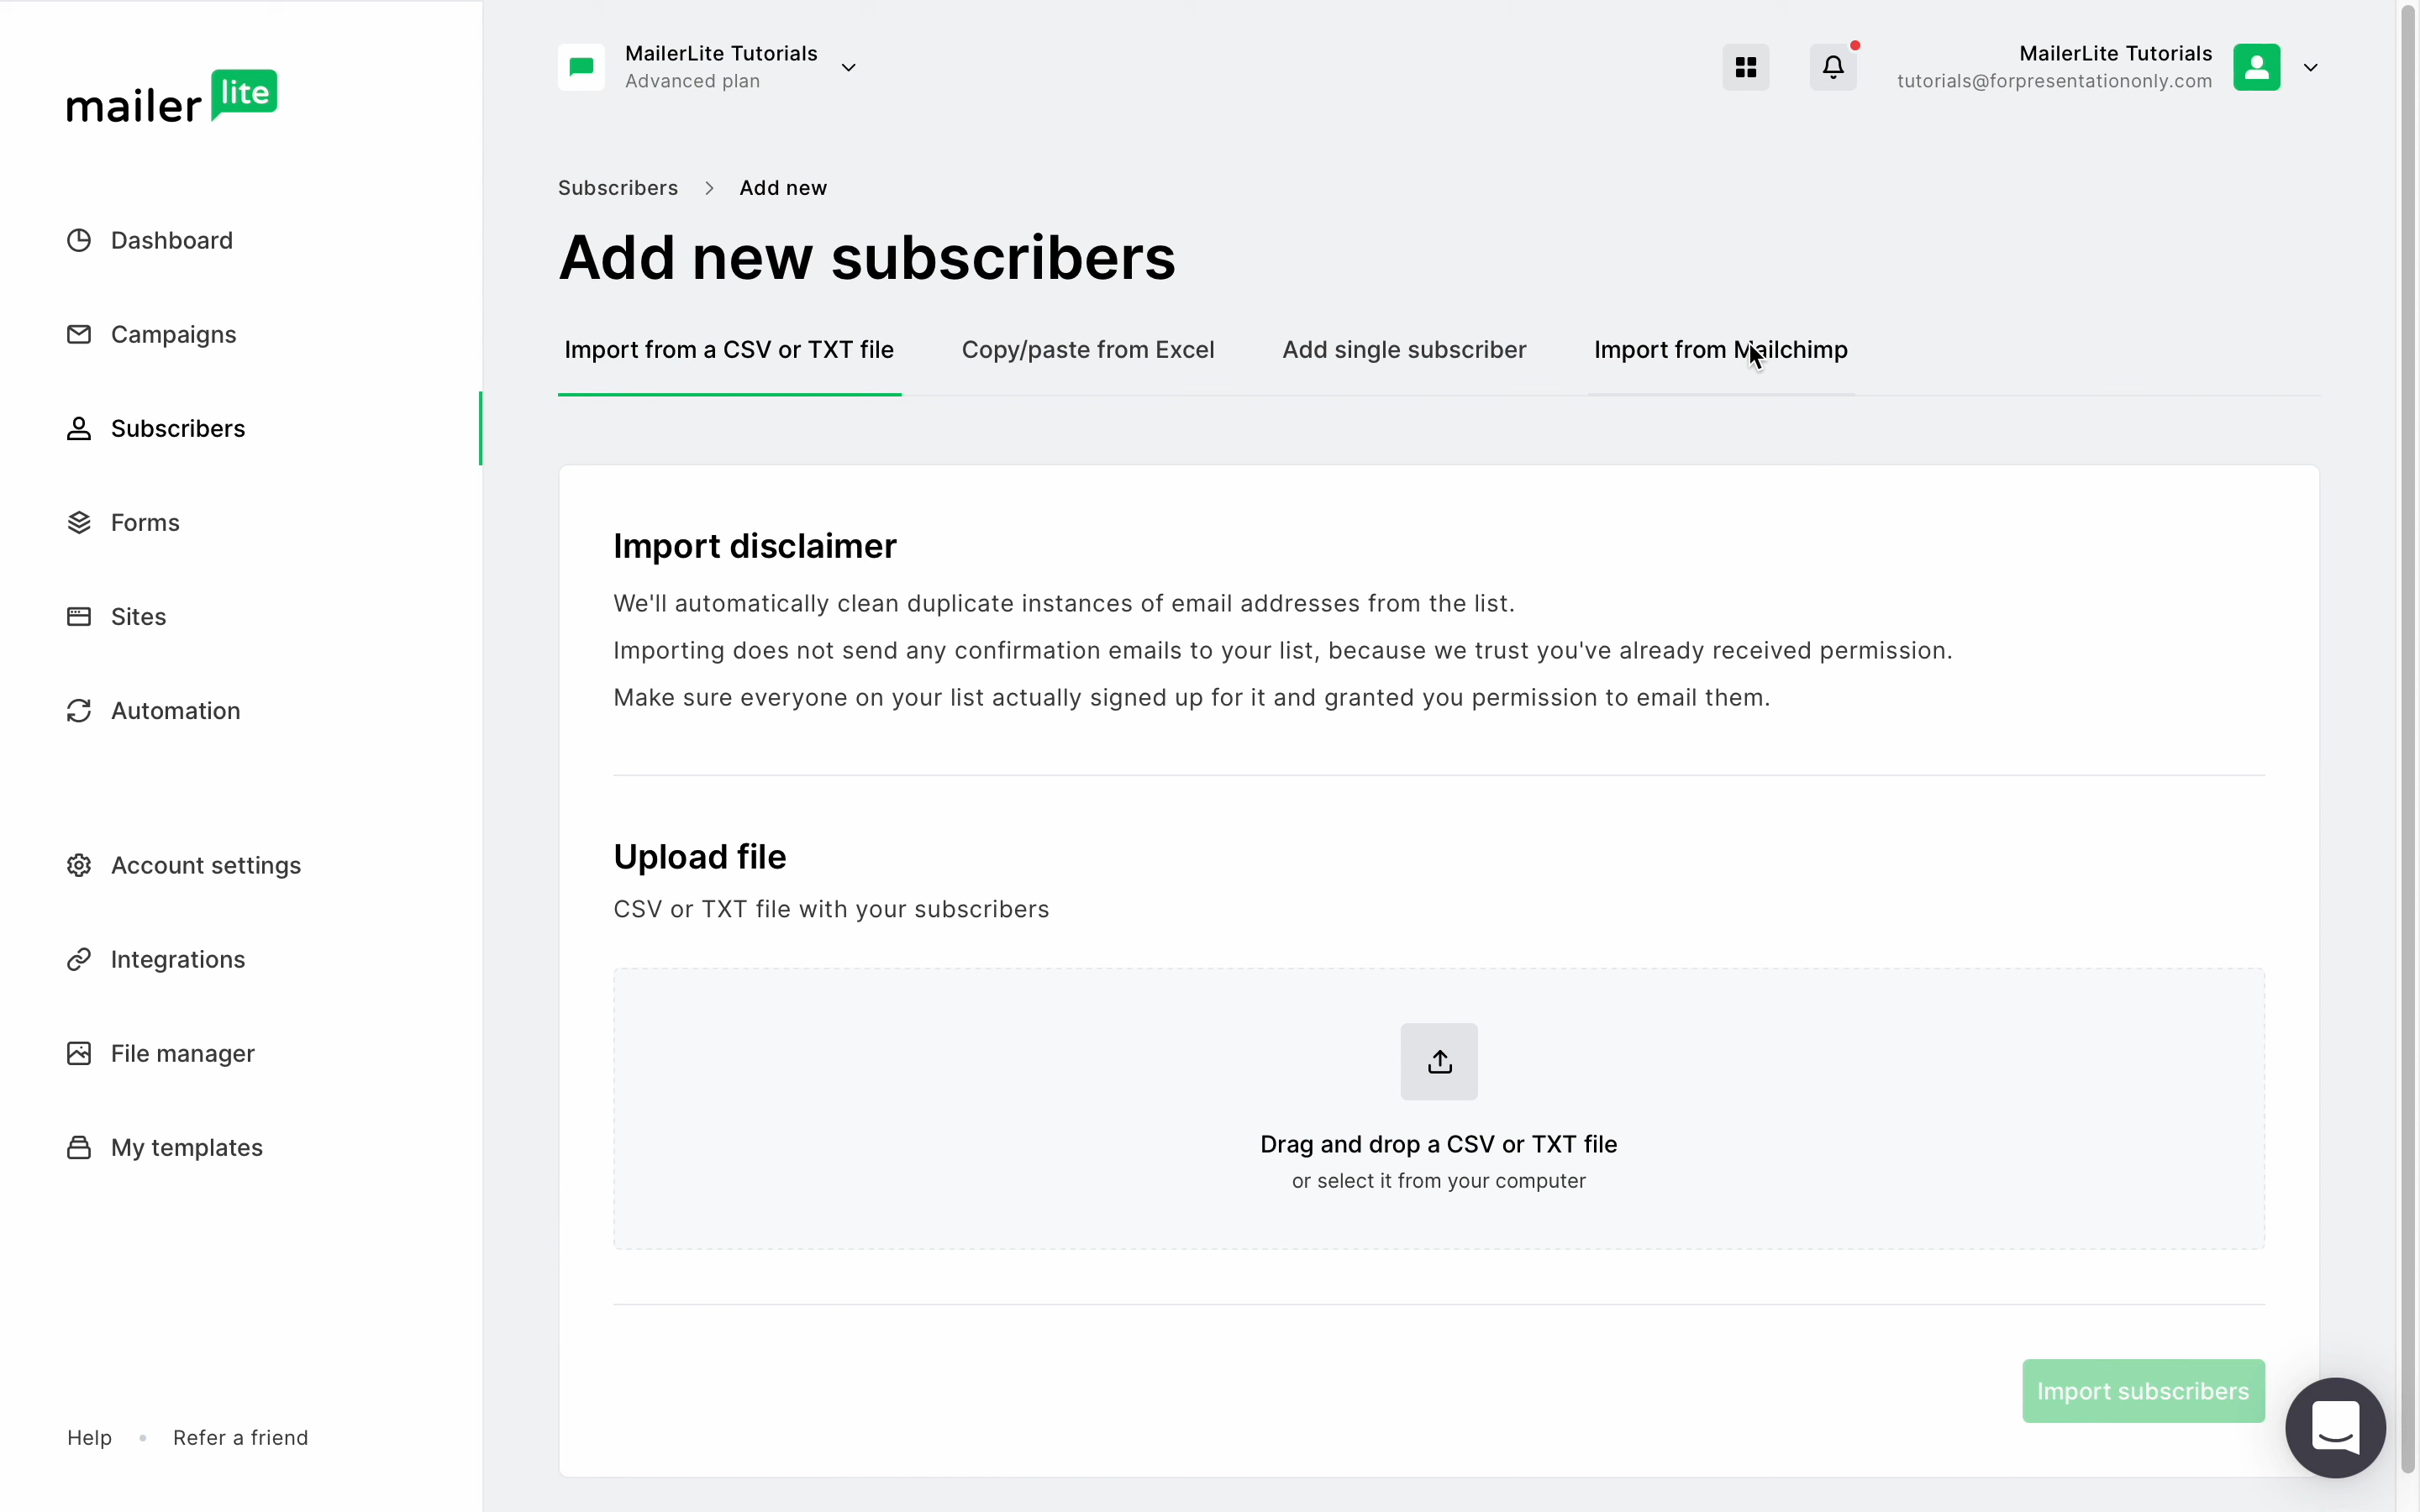 mailer lite
Dashboard
Campaigns
Subscribers
Forms
Sites
Automation
Account settings
Integrations
File manager
My templates
Help • Refer a friend
MailerLite Tutorials
Advanced plan
MailerLite Tutorials
tutorials@forpresentationonly.com
Subscribers > Add new
Add new subscribers
Import from a CSV or TXT file
Copy/paste from Excel
Add single subscriber
Import from Mailchimp
Import disclaimer
We'll automatically clean duplicate instances of email addresses from the list.
Importing does not send any confirmation emails to your list, because we trust you've already received permission.
Make sure everyone on your list actually signed up for it and granted you permission to email them.
Upload file
CSV or TXT file with your subscribers
Drag and drop a CSV or TXT file
or select it from your computer
Import subscribers